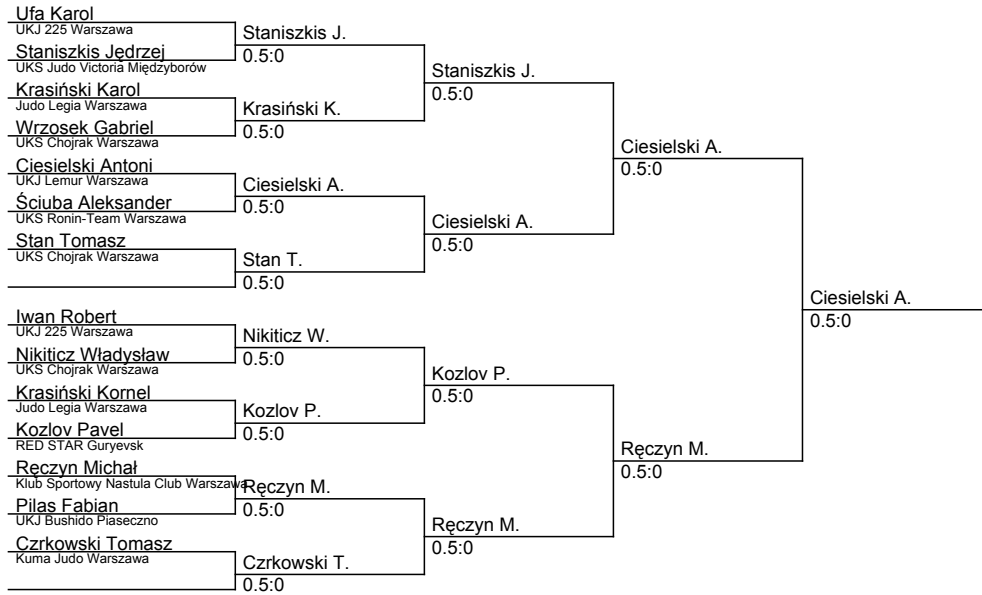 Ufa Karol
UKJ 225 Warszawa
Staniszkis Jędrzej
UKS Judo Victoria Międzyborów
Krasiński Karol
Judo Legia Warszawa
Wrzosek Gabriel
UKS Chojrak Warszawa
Ciesielski Antoni
UKJ Lemur Warszawa
Ściuba Aleksander
UKS Ronin-Team Warszawa
Stan Tomasz
UKS Chojrak Warszawa
Iwan Robert
UKJ 225 Warszawa
Nikiticz Władysław
UKS Chojrak Warszawa
Krasiński Kornel
Judo Legia Warszawa
Kozlov Pavel
RED STAR Guryevsk
Ręczyn Michał
Klub Sportowy Nastula Club Warszawa
Pilas Fabian
UKJ Bushido Piaseczno
Czrkowski Tomasz
Kuma Judo Warszawa
Staniszkis J.
0.5:0
Krasiński K.
0.5:0
Ciesielski A.
0.5:0
Stan T.
0.5:0
Nikiticz W.
0.5:0
Kozlov P.
0.5:0
Ręczyn M.
0.5:0
Czrkowski T.
0.5:0
Staniszkis J.
0.5:0
Ciesielski A.
0.5:0
Kozlov P.
0.5:0
Ręczyn M.
0.5:0
Ciesielski A.
0.5:0
Ręczyn M.
0.5:0
Ciesielski A.
0.5:0